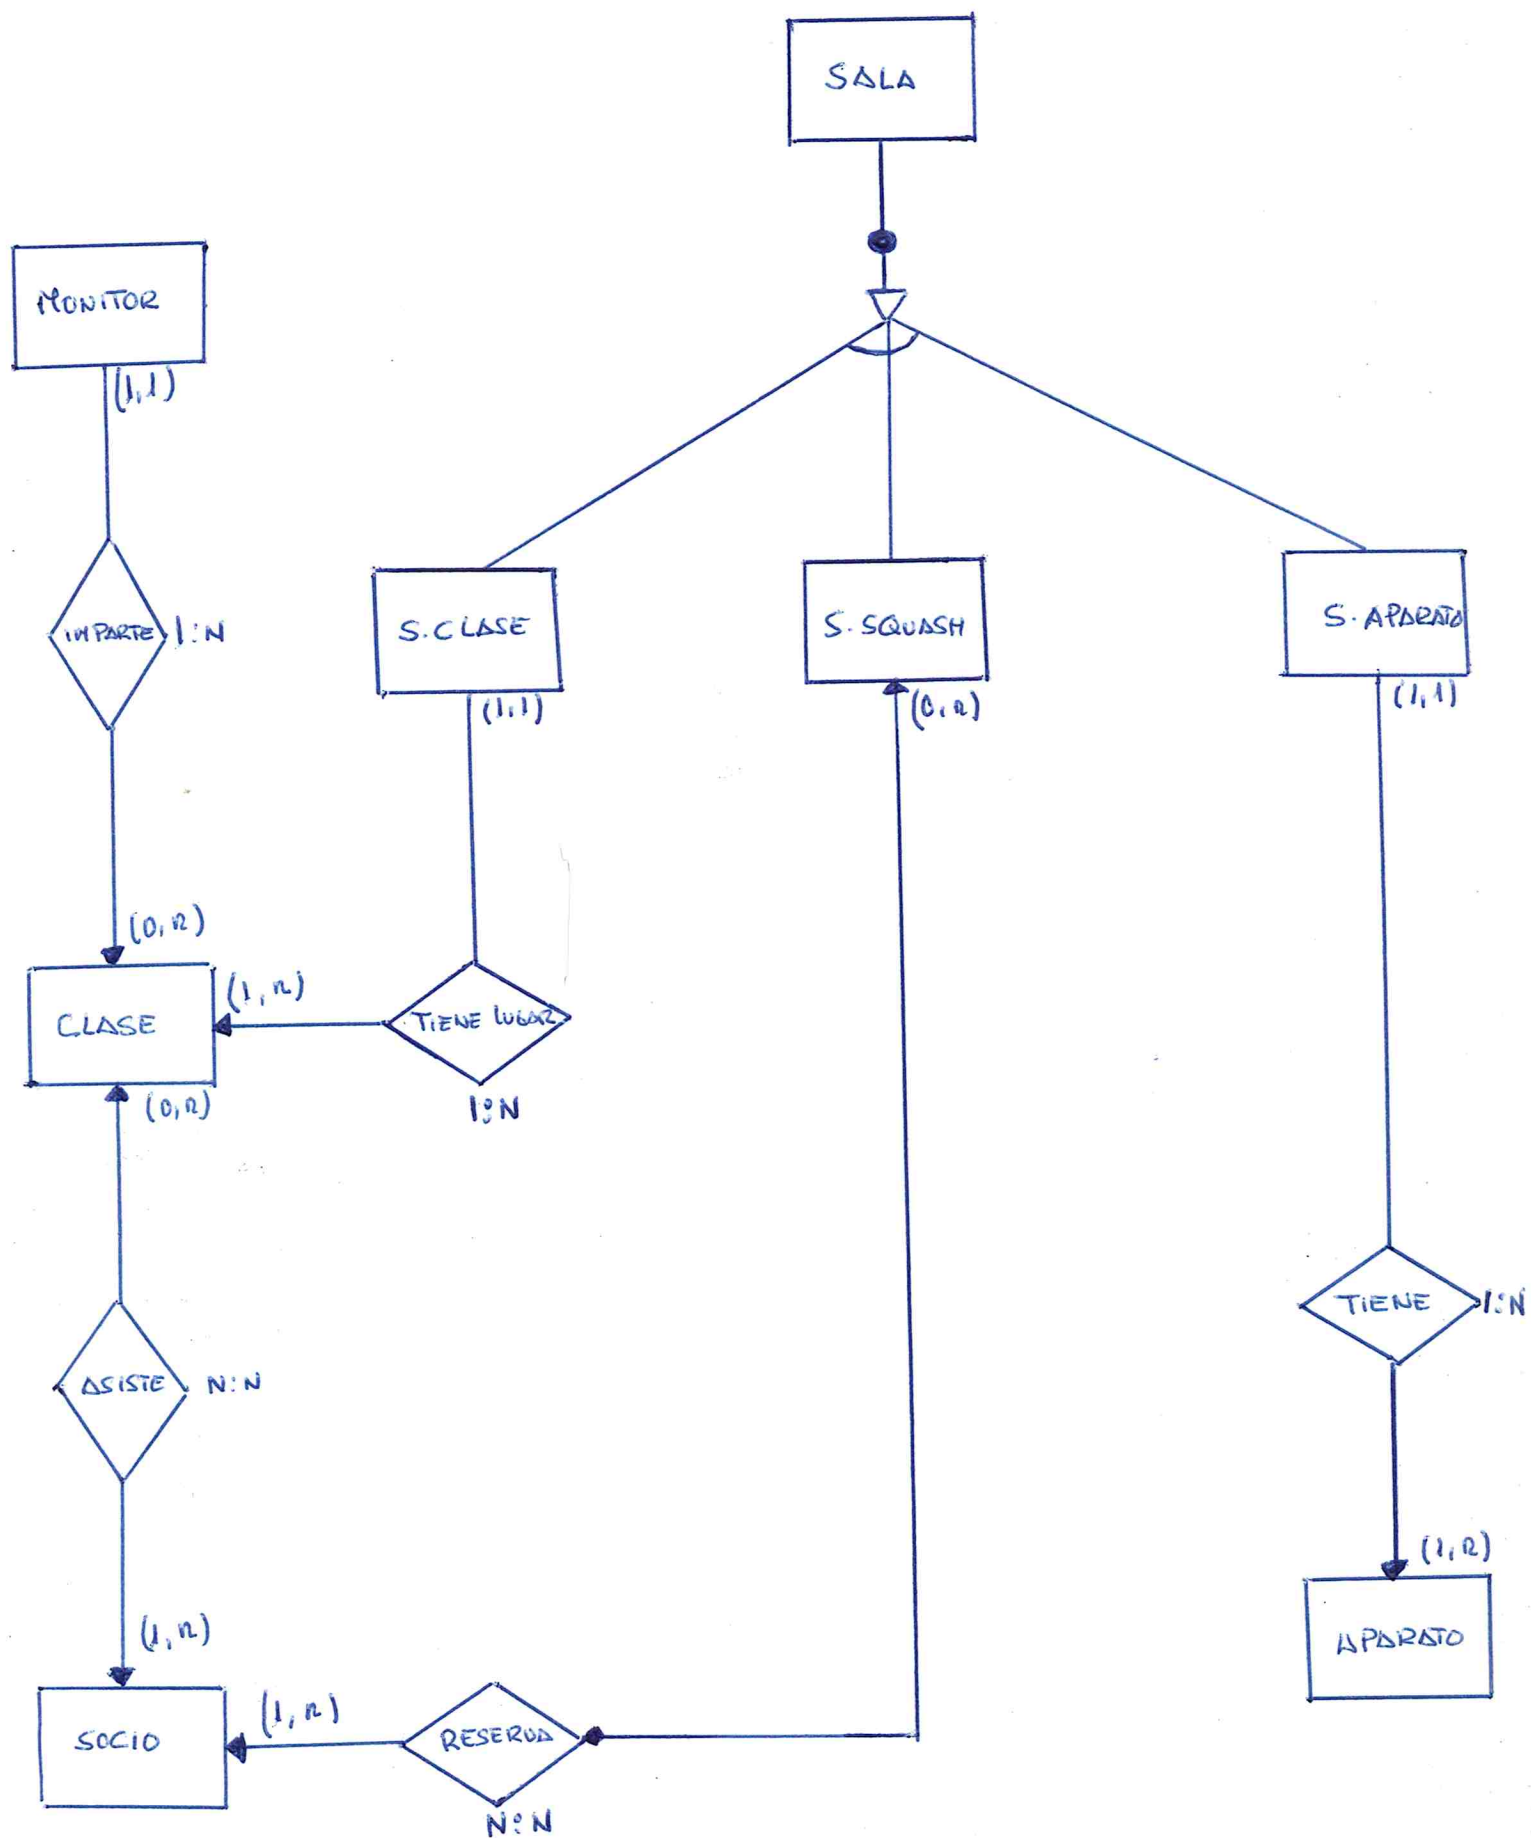 SALA
MONITOR
(1,1)
IMPARTE 1:N
S.CLASE
S.SQUASH
S.APARATO
(1,1)
(0,n)
(1,1)
(0,n)
CLASE
(1,n)
TIENE LUGAR
1:N
(0,n)
ASISTE N:N
TIENE 1:N
(1,n)
(1,n)
APARATO
SOCIO
(1,n)
RESERVA
N:N